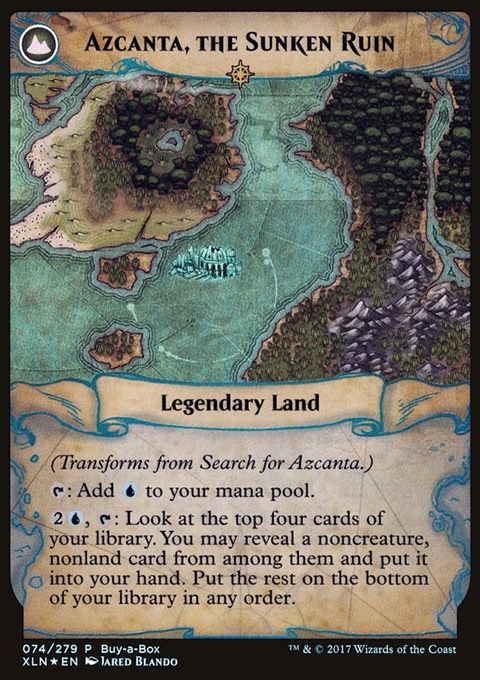 Azcanta, the Sunken Ruin
Legendary Land
(Transforms from Search for Azcanta.)
: Add to your mana pool.
2, : Look at the top four cards of
your library. You may reveal a noncreature,
nonland card from among them and put it
into your hand. Put the rest on the bottom
of your library in any order.
074/279 P Buy-a-Box
XLN★EN Jared Blando
™ & © 2017 Wizards of the Coast